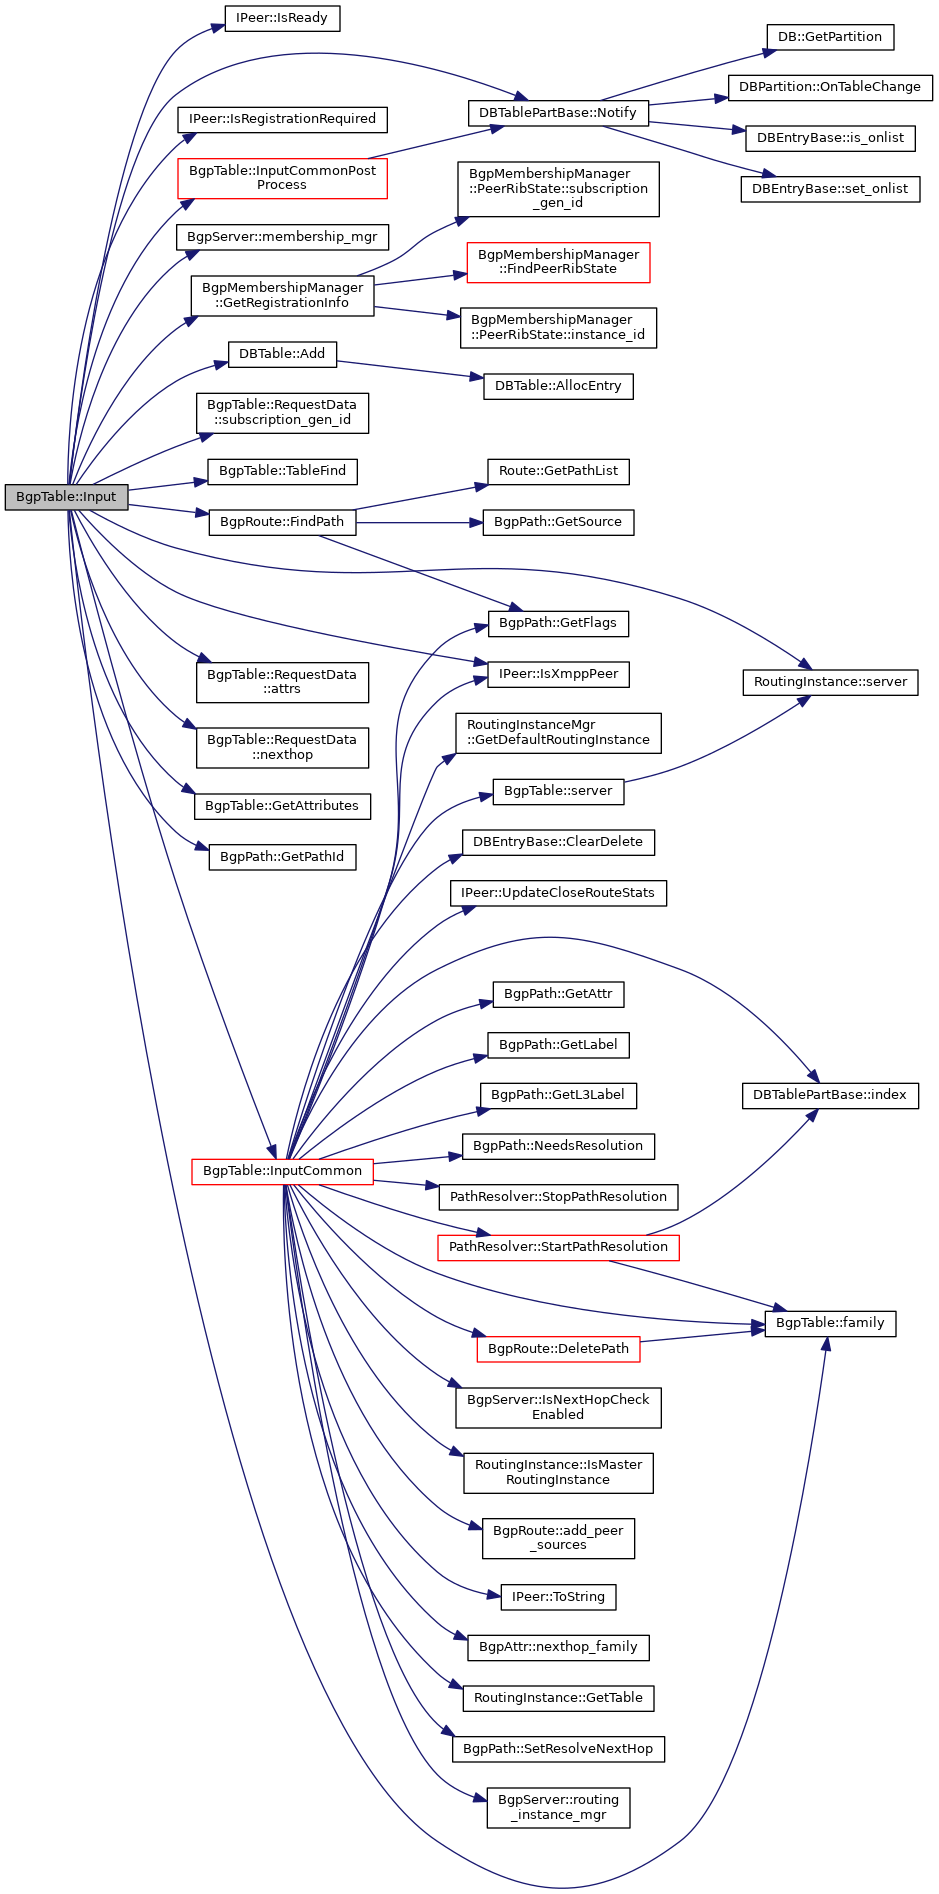 IPeer::IsReady
DB::GetPartition
DBPartition::OnTableChange
DBTablePartBase::Notify
IPeer::IsRegistrationRequired
DBEntryBase::is_onlist
BgpTable::InputCommonPost
Process
BgpMembershipManager
::PeerRibState::subscription
_gen_id
DBEntryBase::set_onlist
BgpServer::membership_mgr
BgpMembershipManager
::FindPeerRibState
BgpMembershipManager
::GetRegistrationInfo
BgpMembershipManager
::PeerRibState::instance_id
DBTable::Add
DBTable::AllocEntry
BgpTable::RequestData
::subscription_gen_id
BgpTable::TableFind
Route::GetPathList
BgpTable::Input
BgpRoute::FindPath
BgpPath::GetSource
BgpPath::GetFlags
IPeer::IsXmppPeer
BgpTable::RequestData
::attrs
RoutingInstance::server
BgpTable::RequestData
::nexthop
RoutingInstanceMgr
::GetDefaultRoutingInstance
BgpTable::server
BgpTable::GetAttributes
DBEntryBase::ClearDelete
BgpPath::GetPathId
IPeer::UpdateCloseRouteStats
BgpPath::GetAttr
BgpPath::GetLabel
BgpPath::GetL3Label
DBTablePartBase::index
BgpPath::NeedsResolution
BgpTable::InputCommon
PathResolver::StopPathResolution
PathResolver::StartPathResolution
BgpTable::family
BgpRoute::DeletePath
BgpServer::IsNextHopCheck
Enabled
RoutingInstance::IsMaster
RoutingInstance
BgpRoute::add_peer
_sources
IPeer::ToString
BgpAttr::nexthop_family
RoutingInstance::GetTable
BgpPath::SetResolveNextHop
BgpServer::routing
_instance_mgr